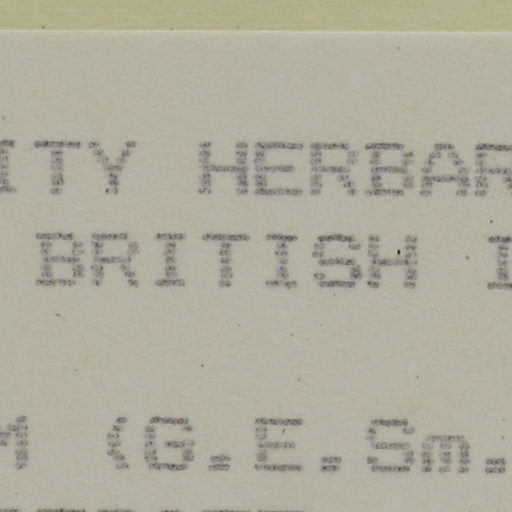 ITY HERBAR
BRITISH I
M (G.E.Sm.